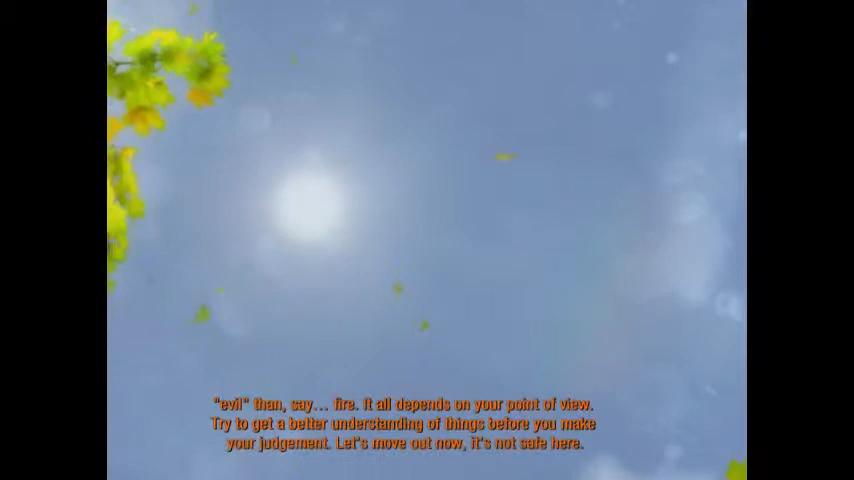 "evil" than, say... fire. It all depends on your point of view.
Try to get a better understanding of things before you make
your judgement. Let's move out now, it's not safe here.